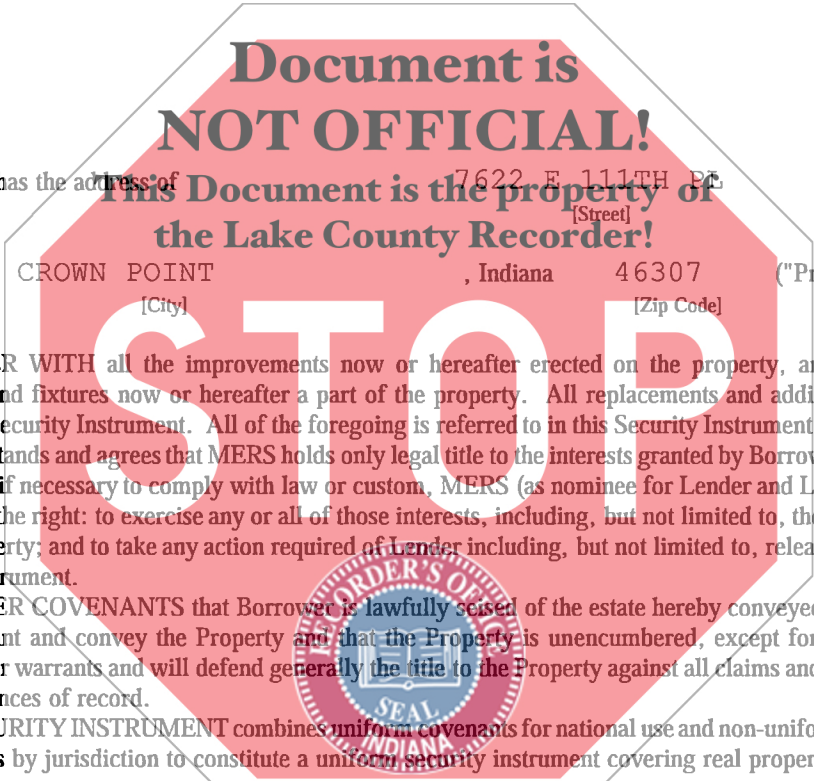 Document is
NOT OFFICIAL!
has the address of 7622 E 111TH PL
This Document is the property of
[Street]
the Lake County Recorder!
CROWN POINT , Indiana 46307 ("Pr
[City] [Zip Code]
STOP
R WITH all the improvements now or hereafter erected on the property, an
nd fixtures now or hereafter a part of the property. All replacements and addi
ecurity Instrument. All of the foregoing is referred to in this Security Instrument
tands and agrees that MERS holds only legal title to the interests granted by Borrow
if necessary to comply with law or custom, MERS (as nominee for Lender and L
he right: to exercise any or all of those interests, including, but not limited to, the
erty; and to take any action required of Lender including, but not limited to, relea
rument.
ER COVENANTS that Borrower is lawfully seised of the estate hereby conveyed
nt and convey the Property and that the Property is unencumbered, except for
r warrants and will defend generally the title to the Property against all claims and
nces of record.
URITY INSTRUMENT combines uniform covenants for national use and non-unifo
s by jurisdiction to constitute a uniform security instrument covering real proper
RECORDER'S OFFICE
SEAL
INDIANA